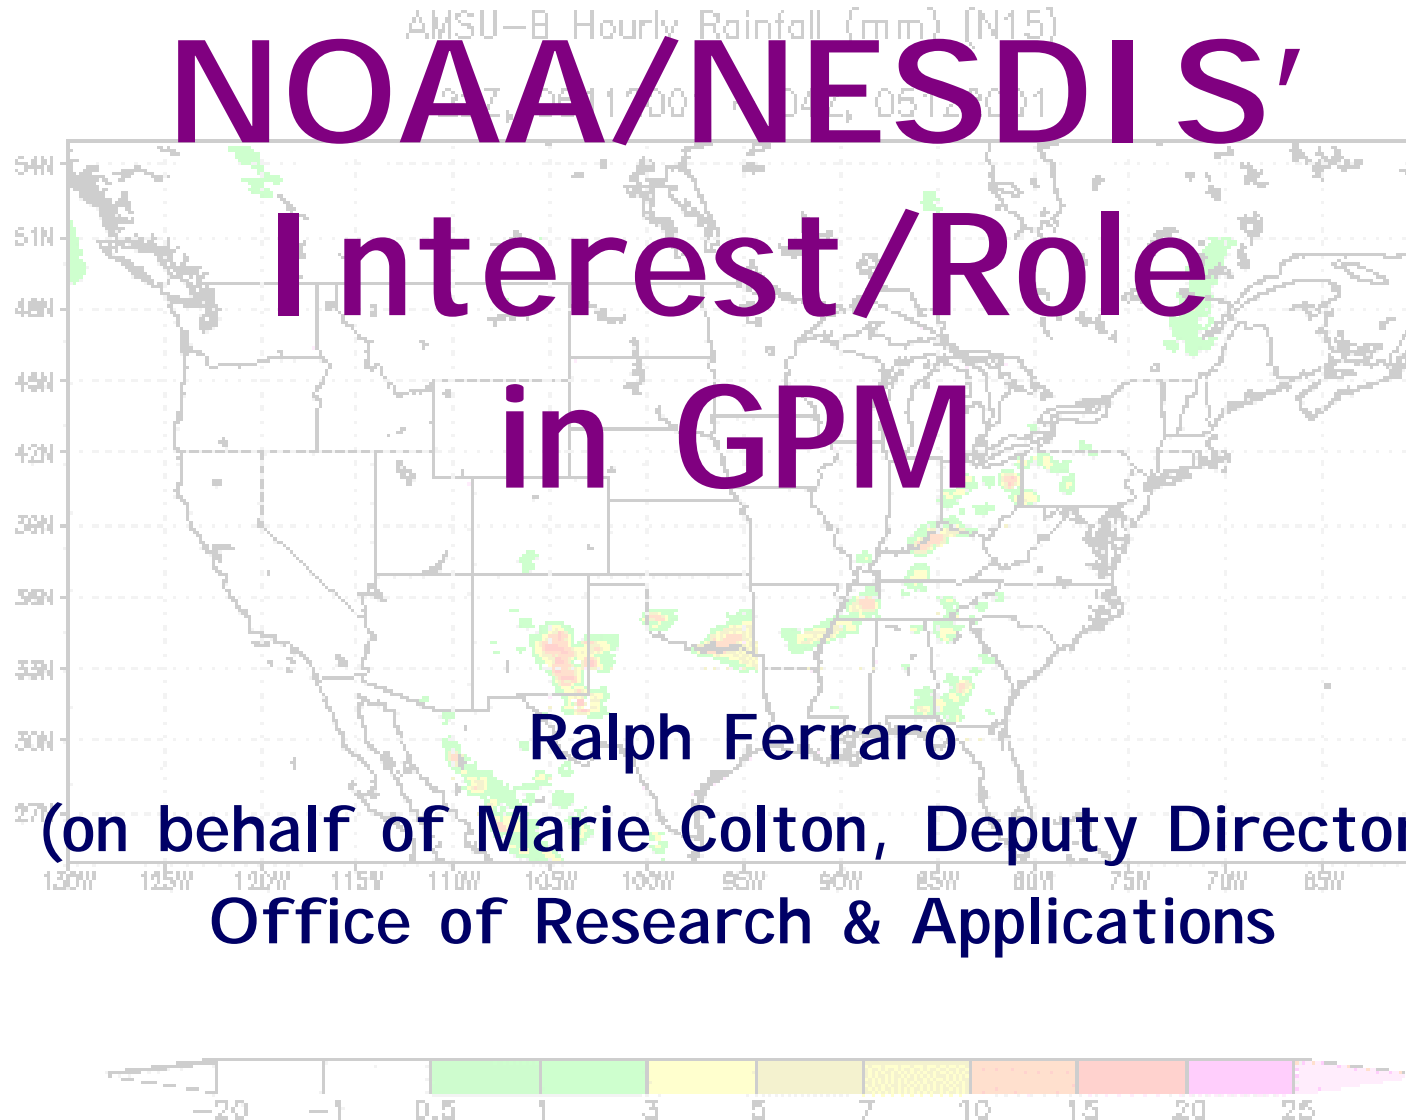 AMSU-B Hourly Rainfall (mm) (N15)
NOAA/NESDIS'
Interest/Role
in GPM
Ralph Ferraro
(on behalf of Marie Colton, Deputy Director
Office of Research & Applications
54N
51N
48N
45N
42N
39N
36N
33N
30N
27N
130W 125W 120W 115W 110W 105W 100W 95W 90W 85W 80W 75W 70W 65W
-20 -1 0.5 1 3 5 7 10 15 20 25